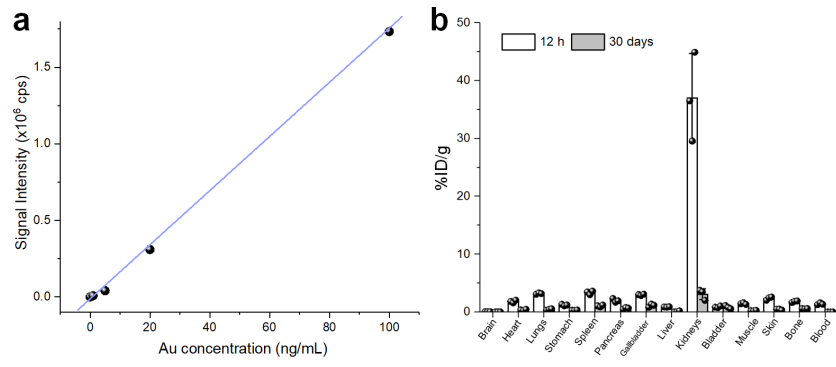 a
Signal Intensity (x10⁶ cps)
1.5
1.0
0.5
0.0
0
20
40
60
80
100
Au concentration (ng/mL)
b
12 h
30 days
%ID/g
50
40
30
20
10
0
Brain
Heart
Lungs
Stomach
Spleen
Pancreas
Gallbladder
Liver
Kidneys
Bladder
Muscle
Skin
Bone
Blood